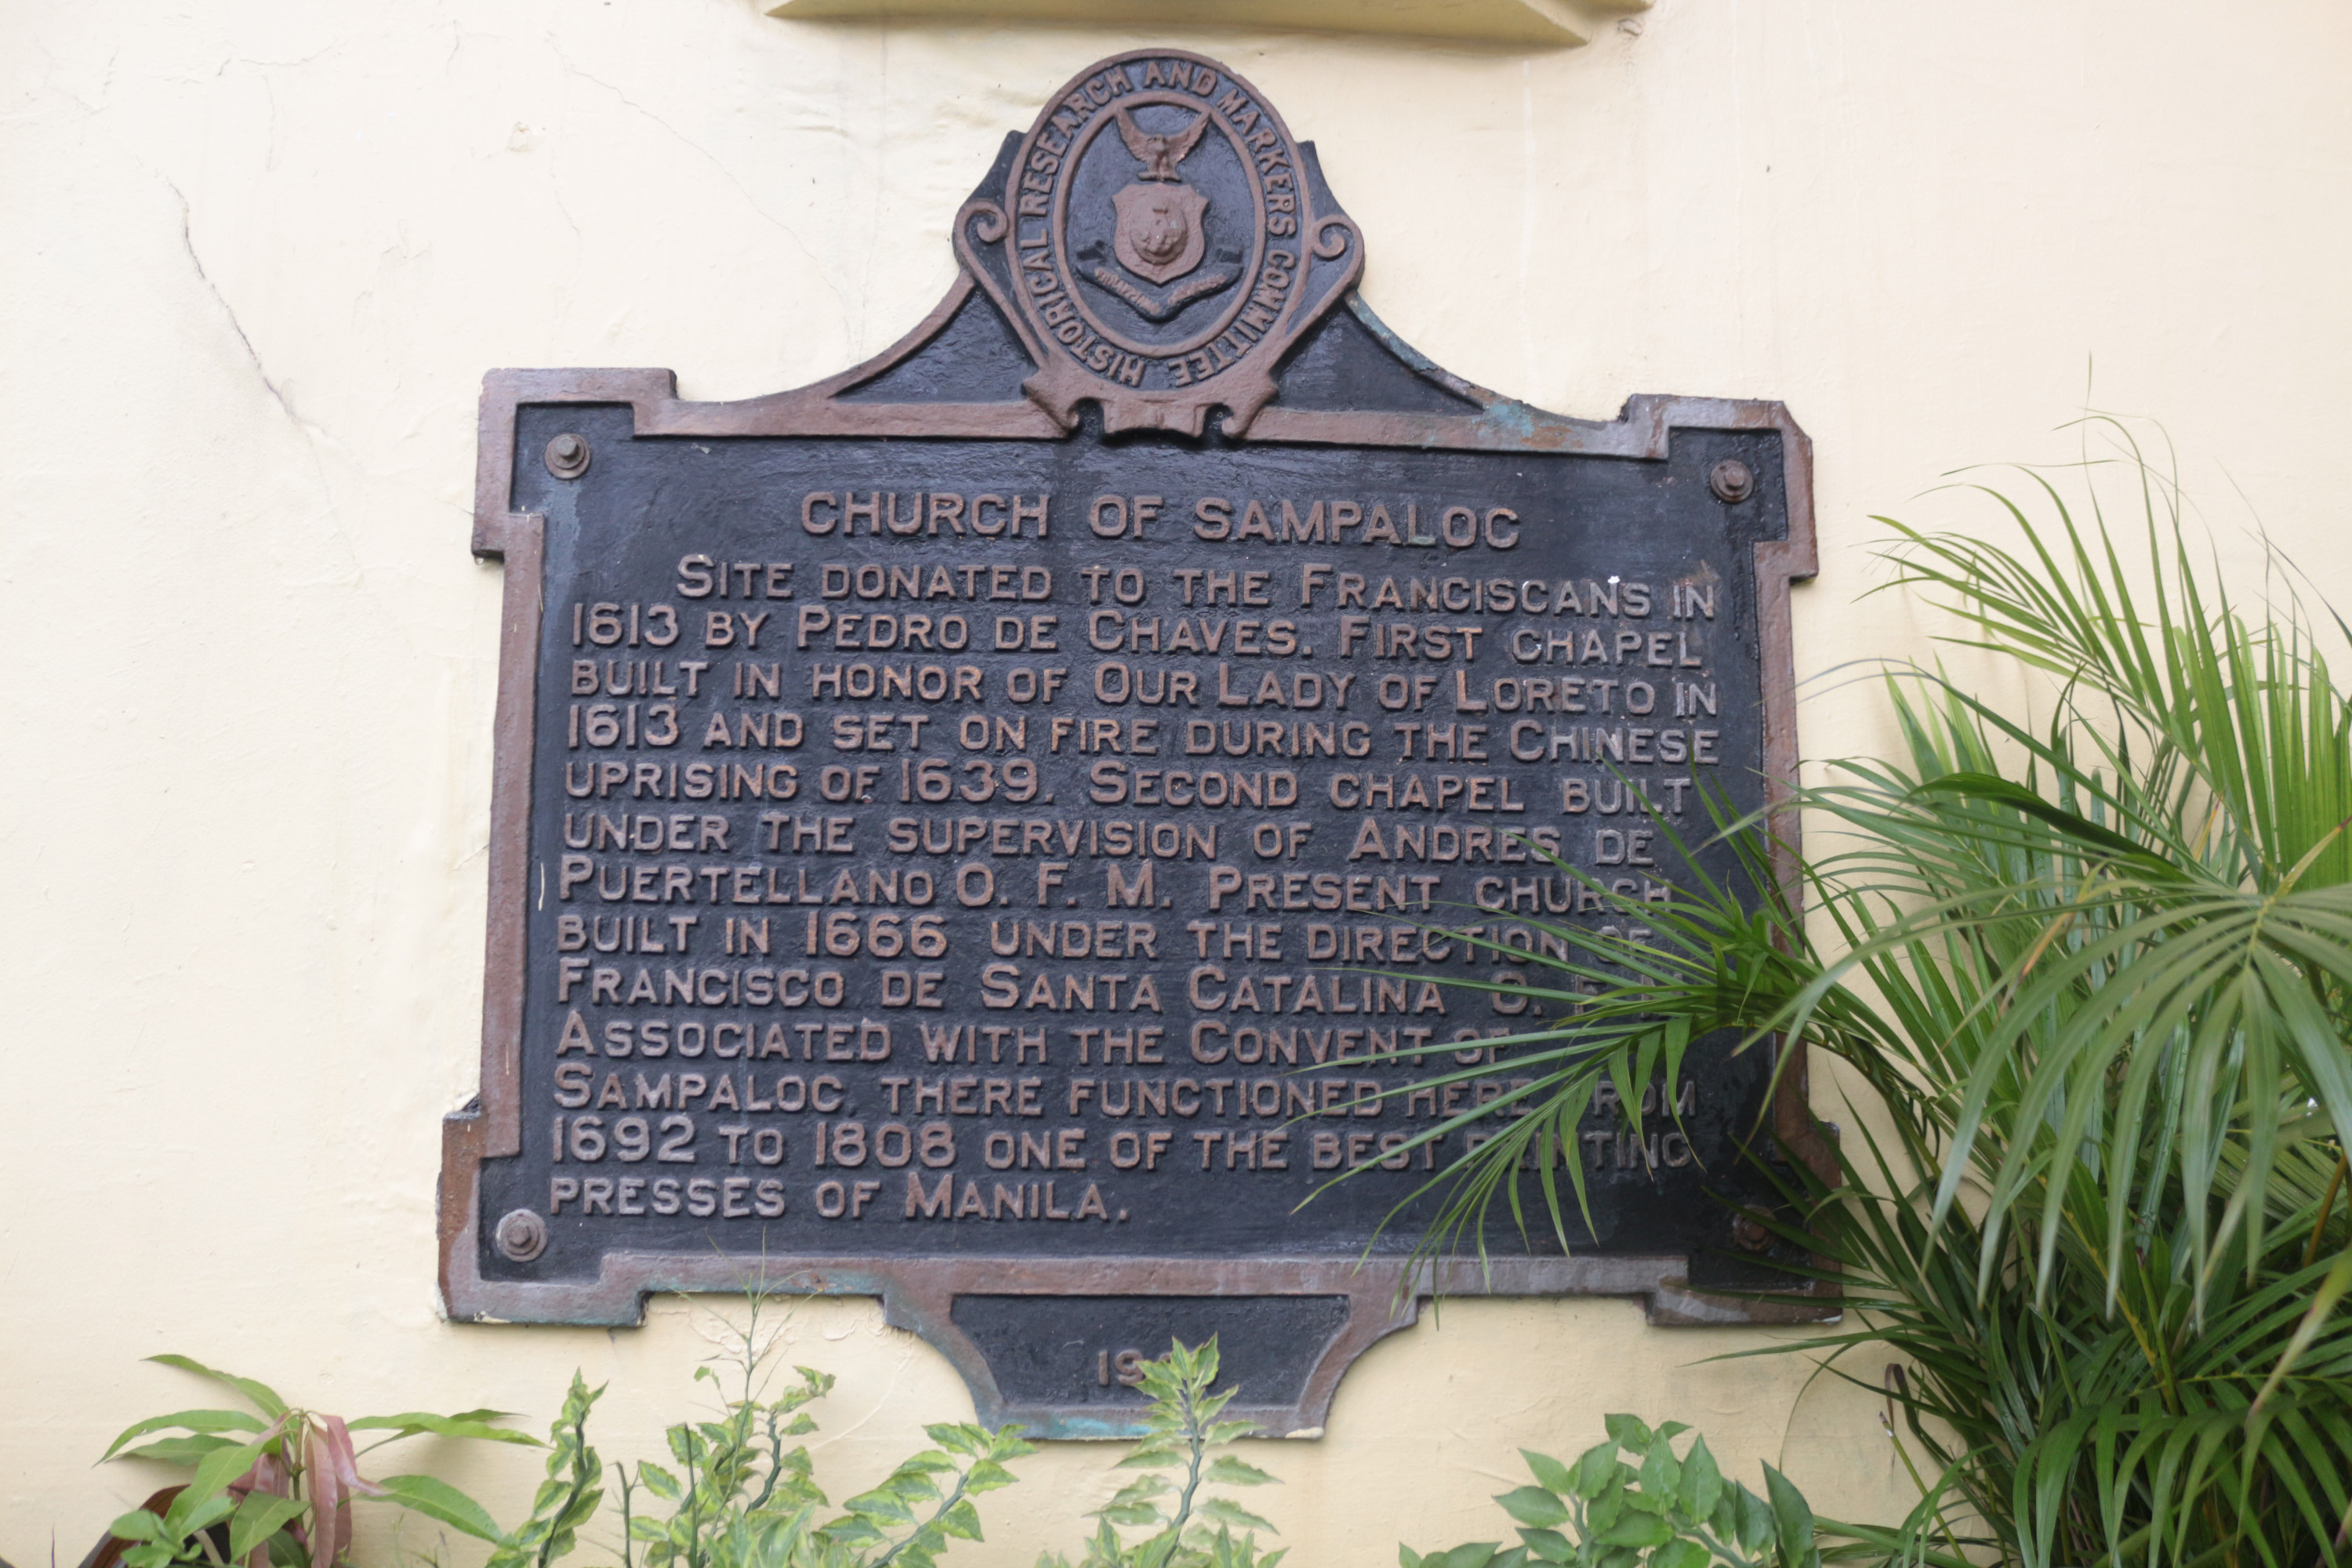 HISTORICAL RESEARCH AND MARKERS COMMITTEE
CHURCH OF SAMPALOC
SITE DONATED TO THE FRANCISCANS IN
1613 BY PEDRO DE CHAVES. FIRST CHAPEL
BUILT IN HONOR OF OUR LADY OF LORETO IN
1613 AND SET ON FIRE DURING THE CHINESE
UPRISING OF 1639. SECOND CHAPEL BUILT
UNDER THE SUPERVISION OF ANDRES DE
PUERTELLANO O. F. M. PRESENT CHURCH
BUILT IN 1666 UNDER THE DIRECTION OF
FRANCISCO DE SANTA CATALINA O. F.
ASSOCIATED WITH THE CONVENT OF
SAMPALOC, THERE FUNCTIONED HERE FROM
1692 TO 1808 ONE OF THE BEST PRINTING
PRESSES OF MANILA.